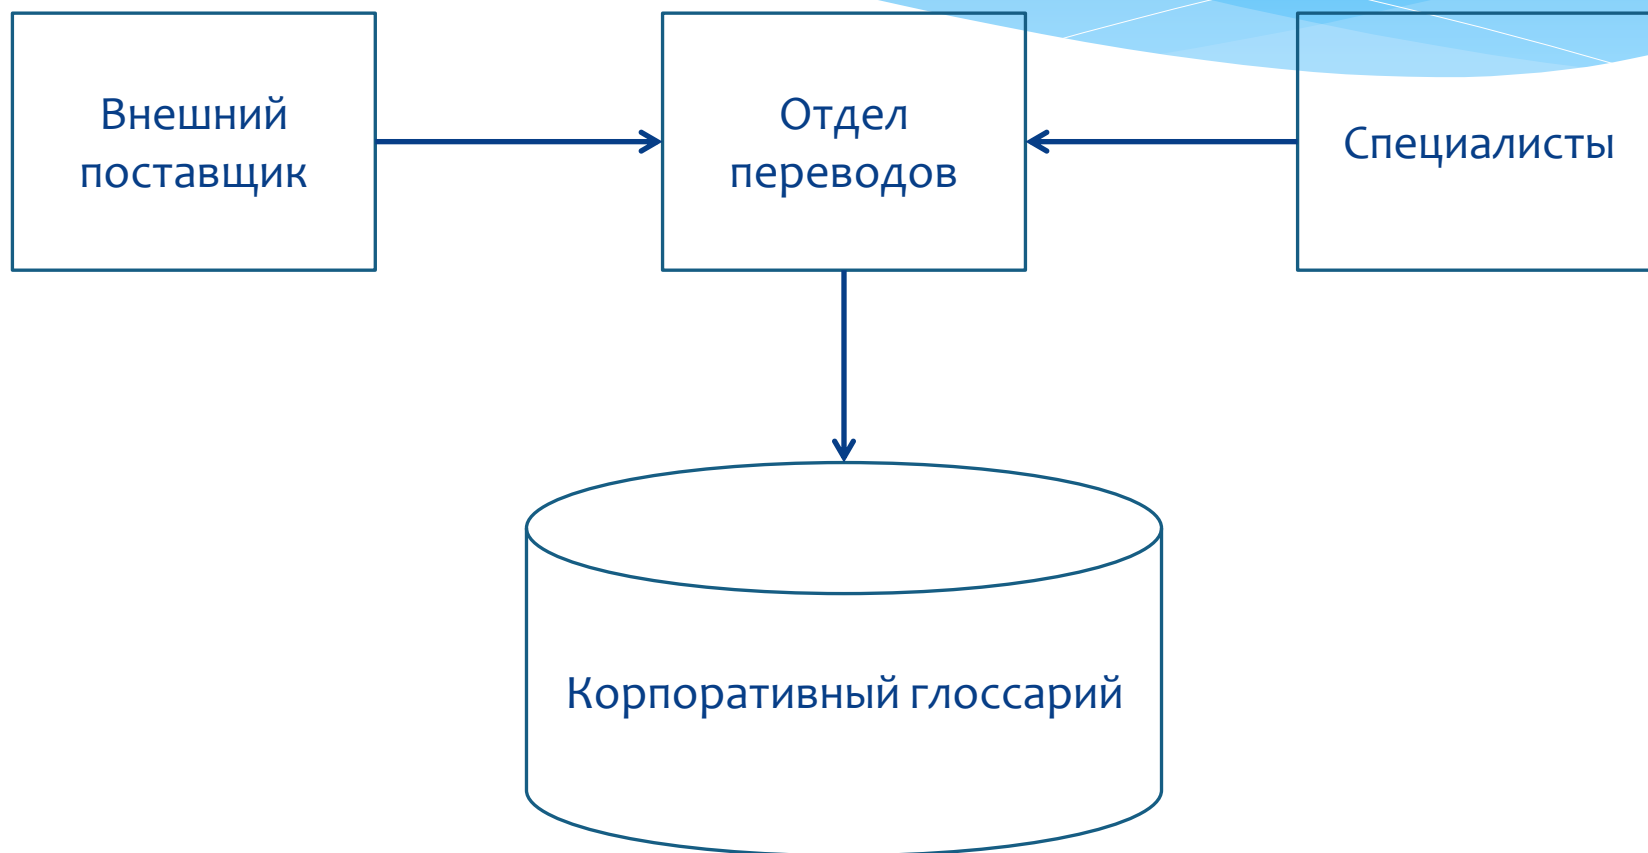 Внешний
поставщик
Отдел
переводов
Специалисты
Корпоративный глоссарий